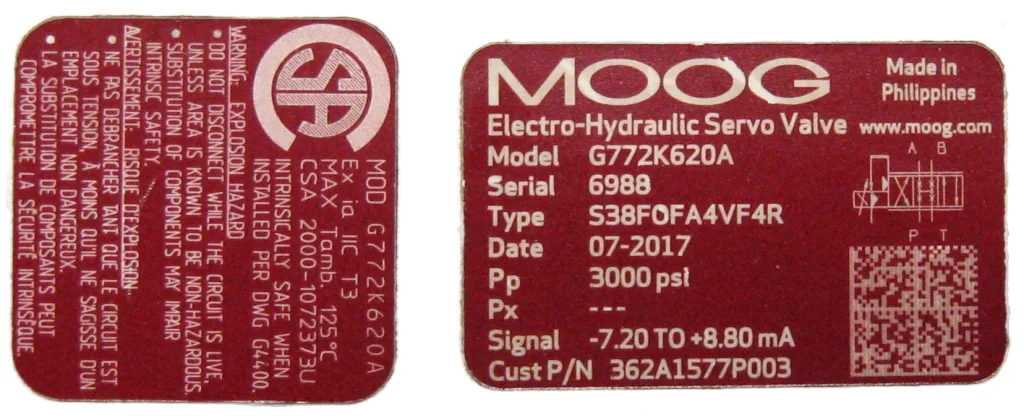 MOD G772K620A
Ex ia IIC T3
MAX Tamb. 125°C
CSA 2000-1072373U
INTRINSICALLY SAFE WHEN
INSTALLED PER DWG G4400.
WARNING: EXPLOSION HAZARD
• DO NOT DISCONNECT WHILE THE CIRCUIT IS LIVE
UNLESS AREA IS KNOWN TO BE NON-HAZARDOUS.
• SUBSTITUTION OF COMPONENTS MAY IMPAIR
INTRINSIC SAFETY.
AVERTISSEMENT: RISQUE D'EXPLOSION
• NE PAS DEBRANCHER TANT QUE LE CIRCUIT EST
SOUS TENSION, À MOINS QU'IL NE S'AGISSE D'UN
EMPLACEMENT NON DANGEREUX.
• LA SUBSTITUTION DE COMPOSANTS PEUT
COMPROMETTRE LA SÉCURITÉ INTRINSÈQUE.
MOOG
Made in
Philippines
Electro-Hydraulic Servo Valve www.moog.com
Model G772K620A
Serial 6988
Type S38FOFA4VF4R
Date 07-2017
Pp 3000 psi
Px ---
Signal -7.20 TO +8.80 mA
Cust P/N 362A1577P003
A B
P T